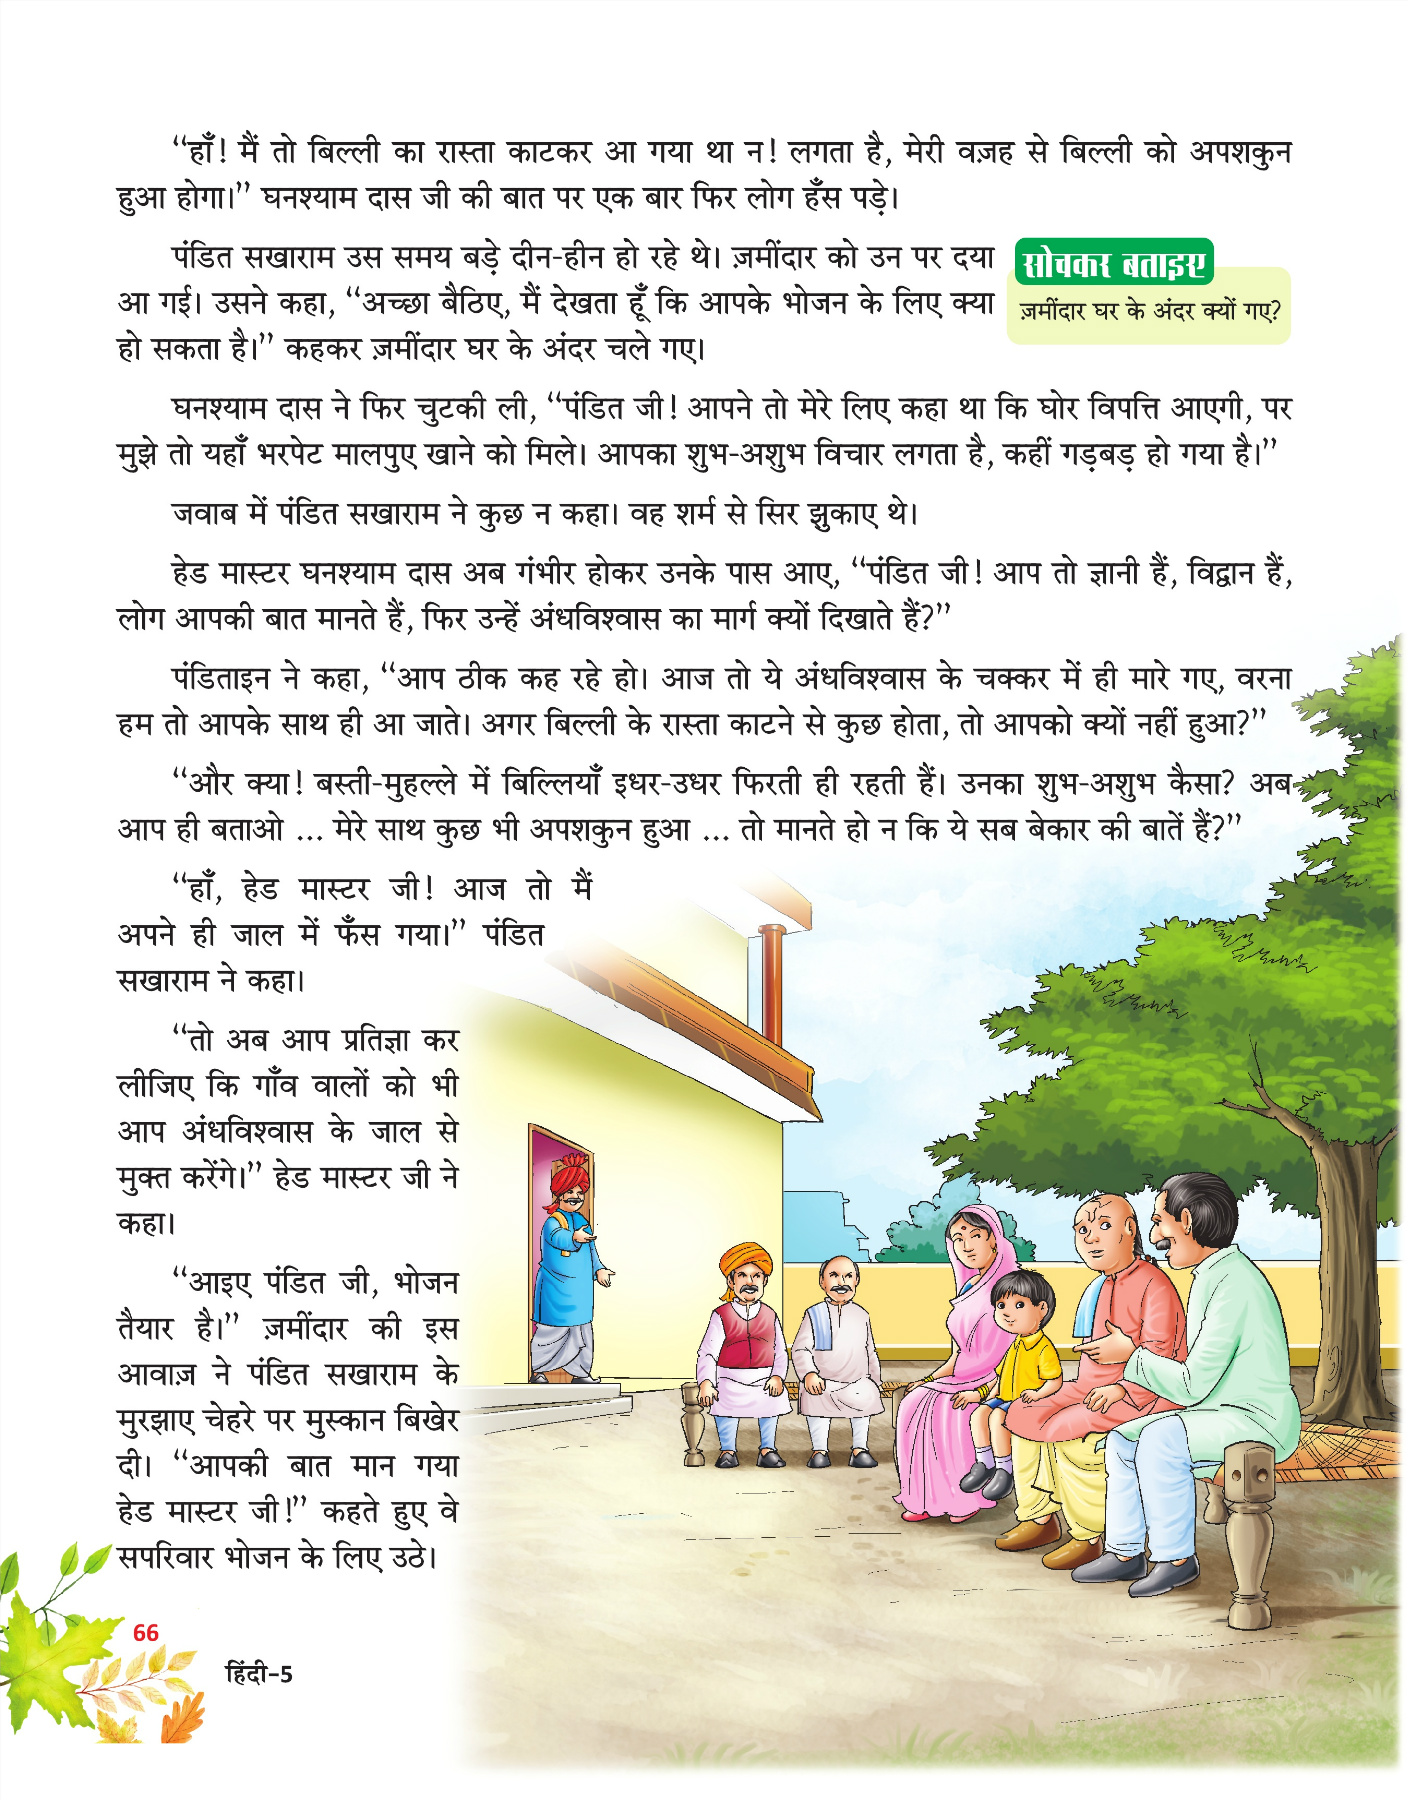 “हाँ! मैं तो बिल्ली का रास्ता काटकर आ गया था न! लगता है, मेरी वज़ह से बिल्ली को अपशकुन
हुआ होगा।” घनश्याम दास जी की बात पर एक बार फिर लोग हँस पड़े।
पंडित सखाराम उस समय बड़े दीन-हीन हो रहे थे। ज़मींदार को उन पर दया
आ गई। उसने कहा, “अच्छा बैठिए, मैं देखता हूँ कि आपके भोजन के लिए क्या
हो सकता है।” कहकर ज़मींदार घर के अंदर चले गए।
सोचकर बताइए
ज़मींदार घर के अंदर क्यों गए?
घनश्याम दास ने फिर चुटकी ली, “पंडित जी! आपने तो मेरे लिए कहा था कि घोर विपत्ति आएगी, पर
मुझे तो यहाँ भरपेट मालपुए खाने को मिले। आपका शुभ-अशुभ विचार लगता है, कहीं गड़बड़ हो गया है।”
जवाब में पंडित सखाराम ने कुछ न कहा। वह शर्म से सिर झुकाए थे।
हेड मास्टर घनश्याम दास अब गंभीर होकर उनके पास आए, “पंडित जी! आप तो ज्ञानी हैं, विद्वान हैं,
लोग आपकी बात मानते हैं, फिर उन्हें अंधविश्वास का मार्ग क्यों दिखाते हैं?”
पंडिताइन ने कहा, “आप ठीक कह रहे हो। आज तो ये अंधविश्वास के चक्कर में ही मारे गए, वरना
हम तो आपके साथ ही आ जाते। अगर बिल्ली के रास्ता काटने से कुछ होता, तो आपको क्यों नहीं हुआ?”
“और क्या! बस्ती-मुहल्ले में बिल्लियाँ इधर-उधर फिरती ही रहती हैं। उनका शुभ-अशुभ कैसा? अब
आप ही बताओ ... मेरे साथ कुछ भी अपशकुन हुआ ... तो मानते हो न कि ये सब बेकार की बातें हैं?”
“हाँ, हेड मास्टर जी! आज तो मैं
अपने ही जाल में फँस गया।” पंडित
सखाराम ने कहा।
“तो अब आप प्रतिज्ञा कर
लीजिए कि गाँव वालों को भी
आप अंधविश्वास के जाल से
मुक्त करेंगे।” हेड मास्टर जी ने
कहा।
“आइए पंडित जी, भोजन
तैयार है।” ज़मींदार की इस
आवाज़ ने पंडित सखाराम के
मुरझाए चेहरे पर मुस्कान बिखेर
दी। “आपकी बात मान गया
हेड मास्टर जी!” कहते हुए वे
सपरिवार भोजन के लिए उठे।
66
हिंदी-5